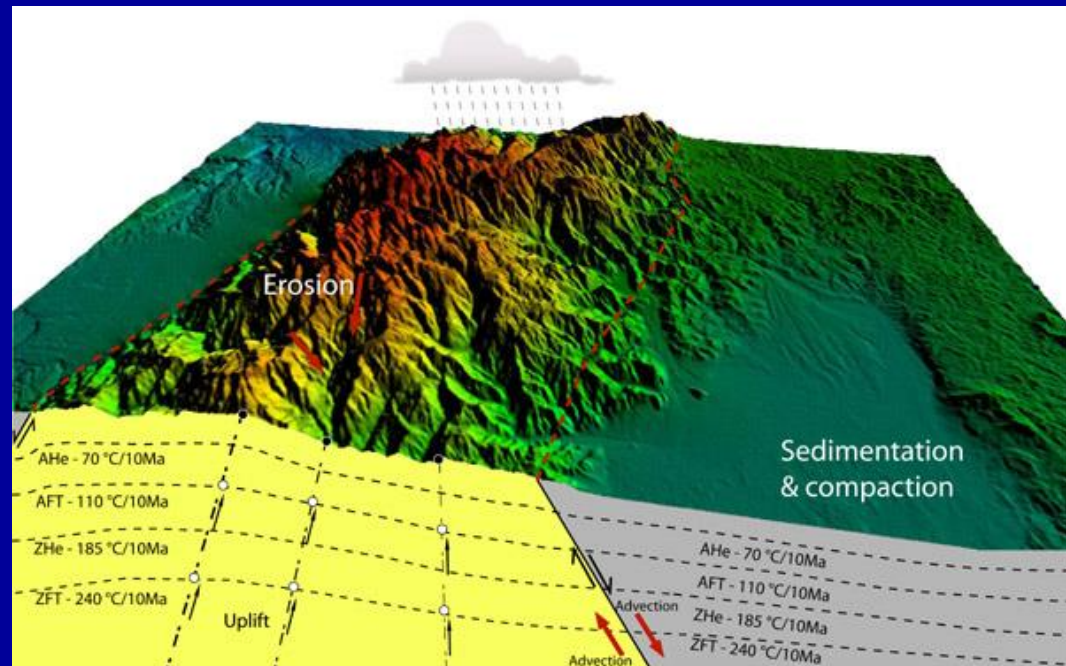 Erosion
Sedimentation
& compaction
AHe - 70 °C/10Ma
AFT - 110 °C/10Ma
ZHe - 185 °C/10Ma
ZFT - 240 °C/10Ma
Uplift
AHe - 70 °C/10Ma
AFT - 110 °C/10Ma
ZHe - 185 °C/10Ma
ZFT - 240 °C/10Ma
Advection
Advection